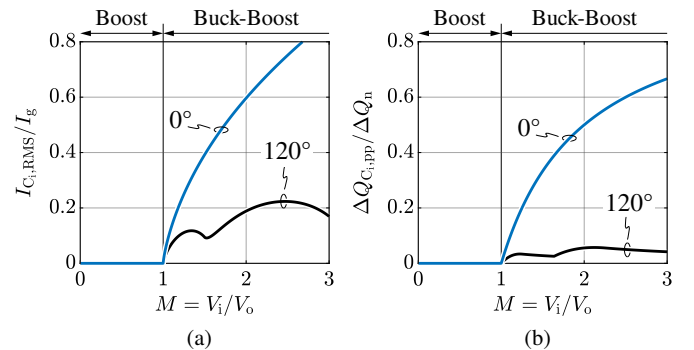 Boost Buck-Boost
0.8
0.6
0.4
0.2
0
0 1 2 3
0°
120°
I_{C_i,RMS}/I_g
M = V_i/V_o
(a)
Boost Buck-Boost
0.8
0.6
0.4
0.2
0
0 1 2 3
0°
120°
ΔQ_{C_i,pp}/ΔQ_n
M = V_i/V_o
(b)